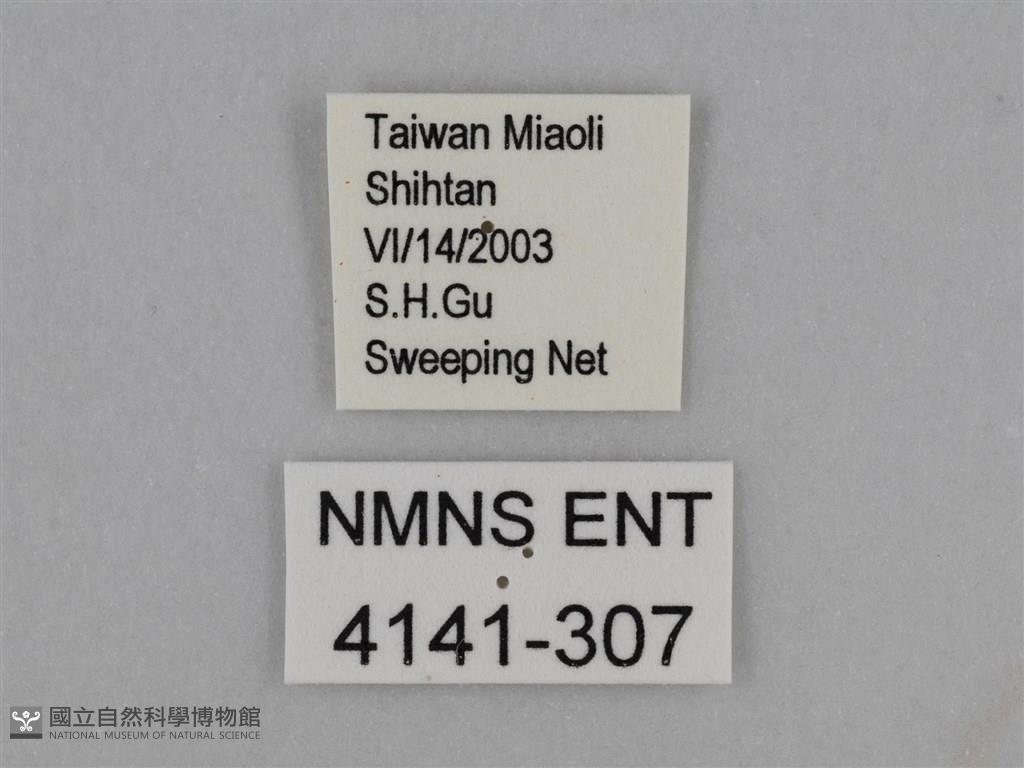 Taiwan Miaoli
Shihtan
VI/14/2003
S.H.Gu
Sweeping Net
NMNS ENT
4141-307
國立自然科學博物館
NATIONAL MUSEUM OF NATURAL SCIENCE